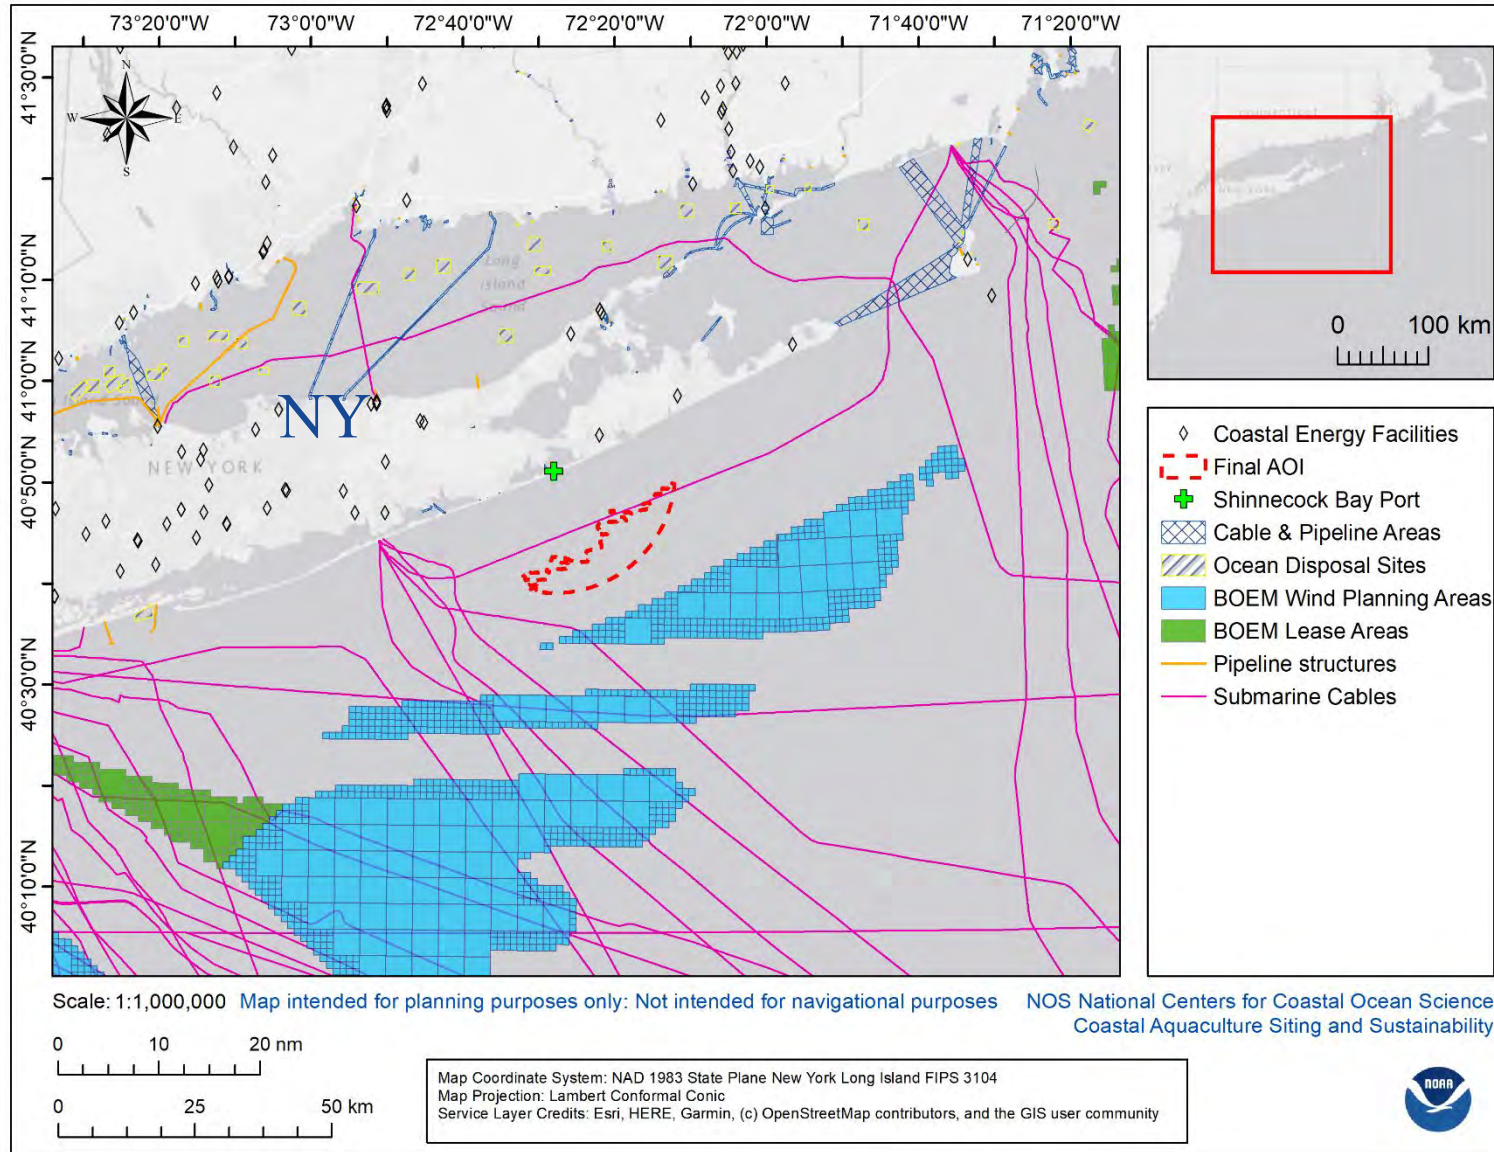 73°20'0"W 73°0'0"W 72°40'0"W 72°20'0"W 72°0'0"W 71°40'0"W 71°20'0"W
41°30'0"N
41°10'0"N
41°0'0"N
40°50'0"N
40°30'0"N
40°10'0"N
N
W E
S
Long
Island
Sound
NY
NEW YORK
0 100 km
Coastal Energy Facilities
Final AOI
Shinnecock Bay Port
Cable & Pipeline Areas
Ocean Disposal Sites
BOEM Wind Planning Areas
BOEM Lease Areas
Pipeline structures
Submarine Cables
Scale: 1:1,000,000 Map intended for planning purposes only: Not intended for navigational purposes
NOS National Centers for Coastal Ocean Science
Coastal Aquaculture Siting and Sustainability
0 10 20 nm
0 25 50 km
Map Coordinate System: NAD 1983 State Plane New York Long Island FIPS 3104
Map Projection: Lambert Conformal Conic
Service Layer Credits: Esri, HERE, Garmin, (c) OpenStreetMap contributors, and the GIS user community
NOAA